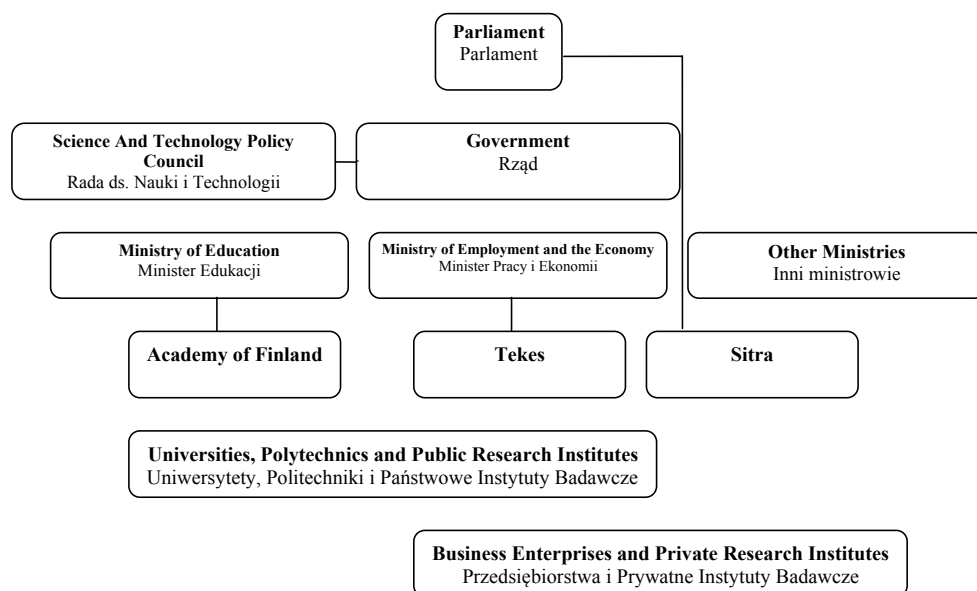 Parliament
Parlament
Science And Technology Policy
Council
Rada ds. Nauki i Technologii
Government
Rząd
Ministry of Education
Minister Edukacji
Ministry of Employment and the Economy
Minister Pracy i Ekonomii
Other Ministries
Inni ministrowie
Academy of Finland
Tekes
Sitra
Universities, Polytechnics and Public Research Institutes
Uniwersytety, Politechniki i Państwowe Instytuty Badawcze
Business Enterprises and Private Research Institutes
Przedsiębiorstwa i Prywatne Instytuty Badawcze